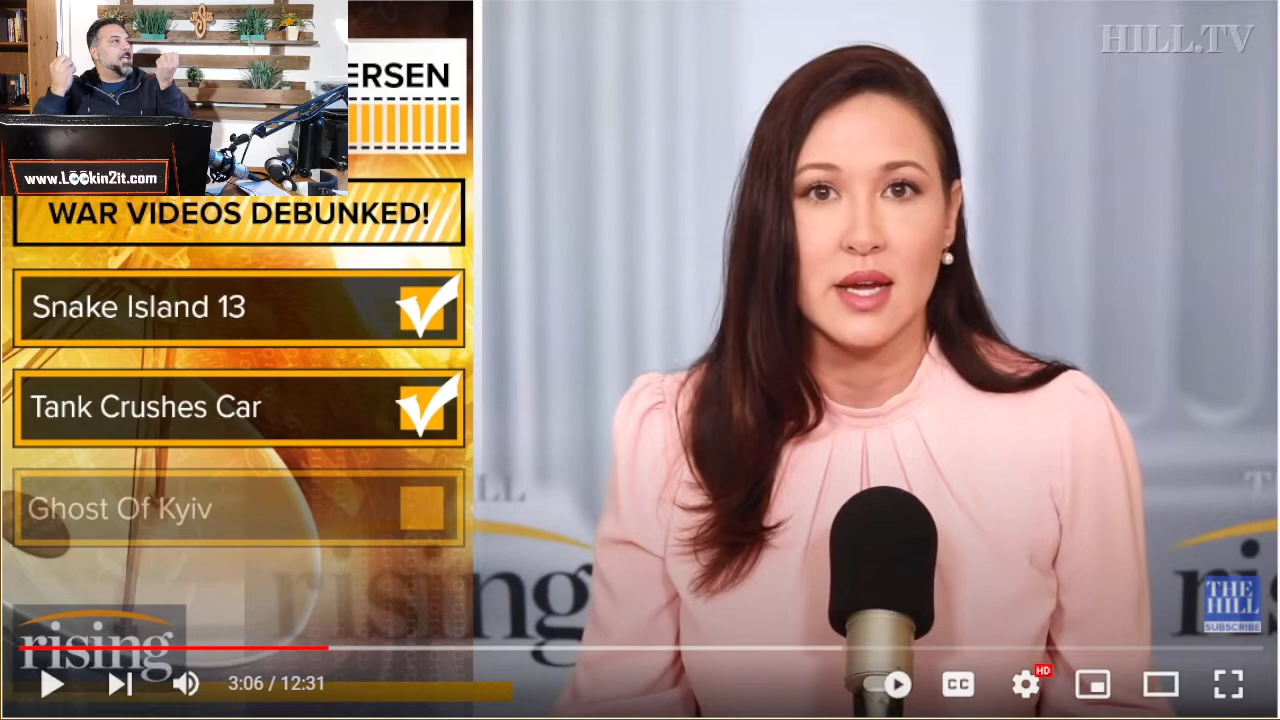 HILL.TV
ERSEN
www.LOOkin2it.com
WAR VIDEOS DEBUNKED!
Snake Island 13
Tank Crushes Car
Ghost Of Kyiv
rising
rising
THE
HILL
SUBSCRIBE
rising
3:06 / 12:31
CC
HD